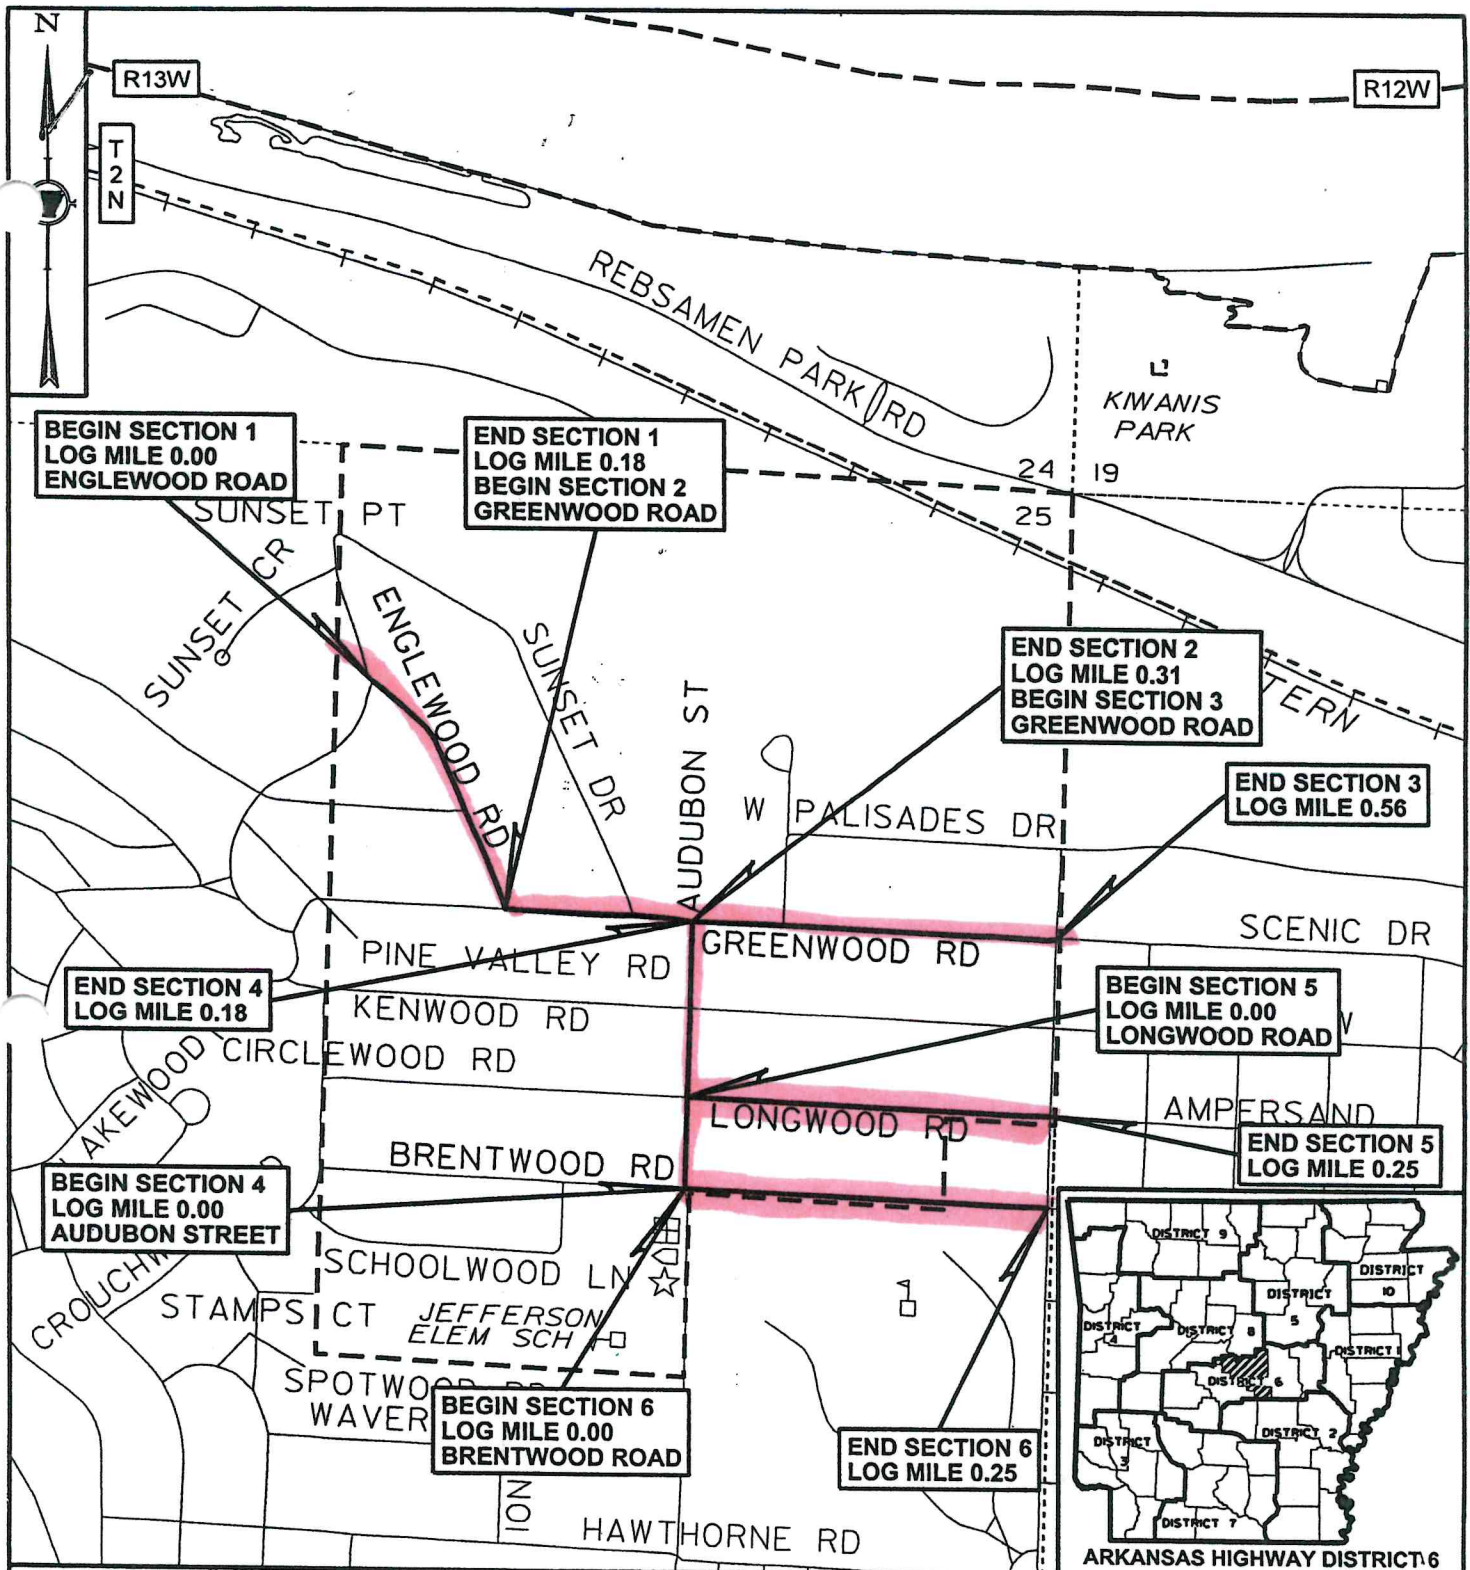 N
R13W
R12W
T
2
N
REBSAMEN PARK RD
KIWANIS
PARK
24 19
25
BEGIN SECTION 1
LOG MILE 0.00
ENGLEWOOD ROAD
END SECTION 1
LOG MILE 0.18
BEGIN SECTION 2
GREENWOOD ROAD
SUNSET PT
SUNSET CR
ENGLEWOOD RD
SUNSET DR
AUDUBON ST
END SECTION 2
LOG MILE 0.31
BEGIN SECTION 3
GREENWOOD ROAD
TERN
END SECTION 3
LOG MILE 0.56
W PALISADES DR
SCENIC DR
GREENWOOD RD
PINE VALLEY RD
END SECTION 4
LOG MILE 0.18
KENWOOD RD
BEGIN SECTION 5
LOG MILE 0.00
LONGWOOD ROAD
W
CIRCLEWOOD RD
LAKEWOOD
LONGWOOD RD
AMPERSAND
END SECTION 5
LOG MILE 0.25
BRENTWOOD RD
BEGIN SECTION 4
LOG MILE 0.00
AUDUBON STREET
SCHOOLWOOD LN
STAMPS CT
JEFFERSON
ELEM SCH
SPOTWOOD
WAVER
BEGIN SECTION 6
LOG MILE 0.00
BRENTWOOD ROAD
END SECTION 6
LOG MILE 0.25
ION
HAWTHORNE RD
DISTRICT 9
DISTRICT
10
DISTRICT
5
DISTRICT
4
DISTRICT 8
DISTRICT 1
DISTRICT 6
DISTRICT
3
DISTRICT 2
DISTRICT 7
ARKANSAS HIGHWAY DISTRICT 6